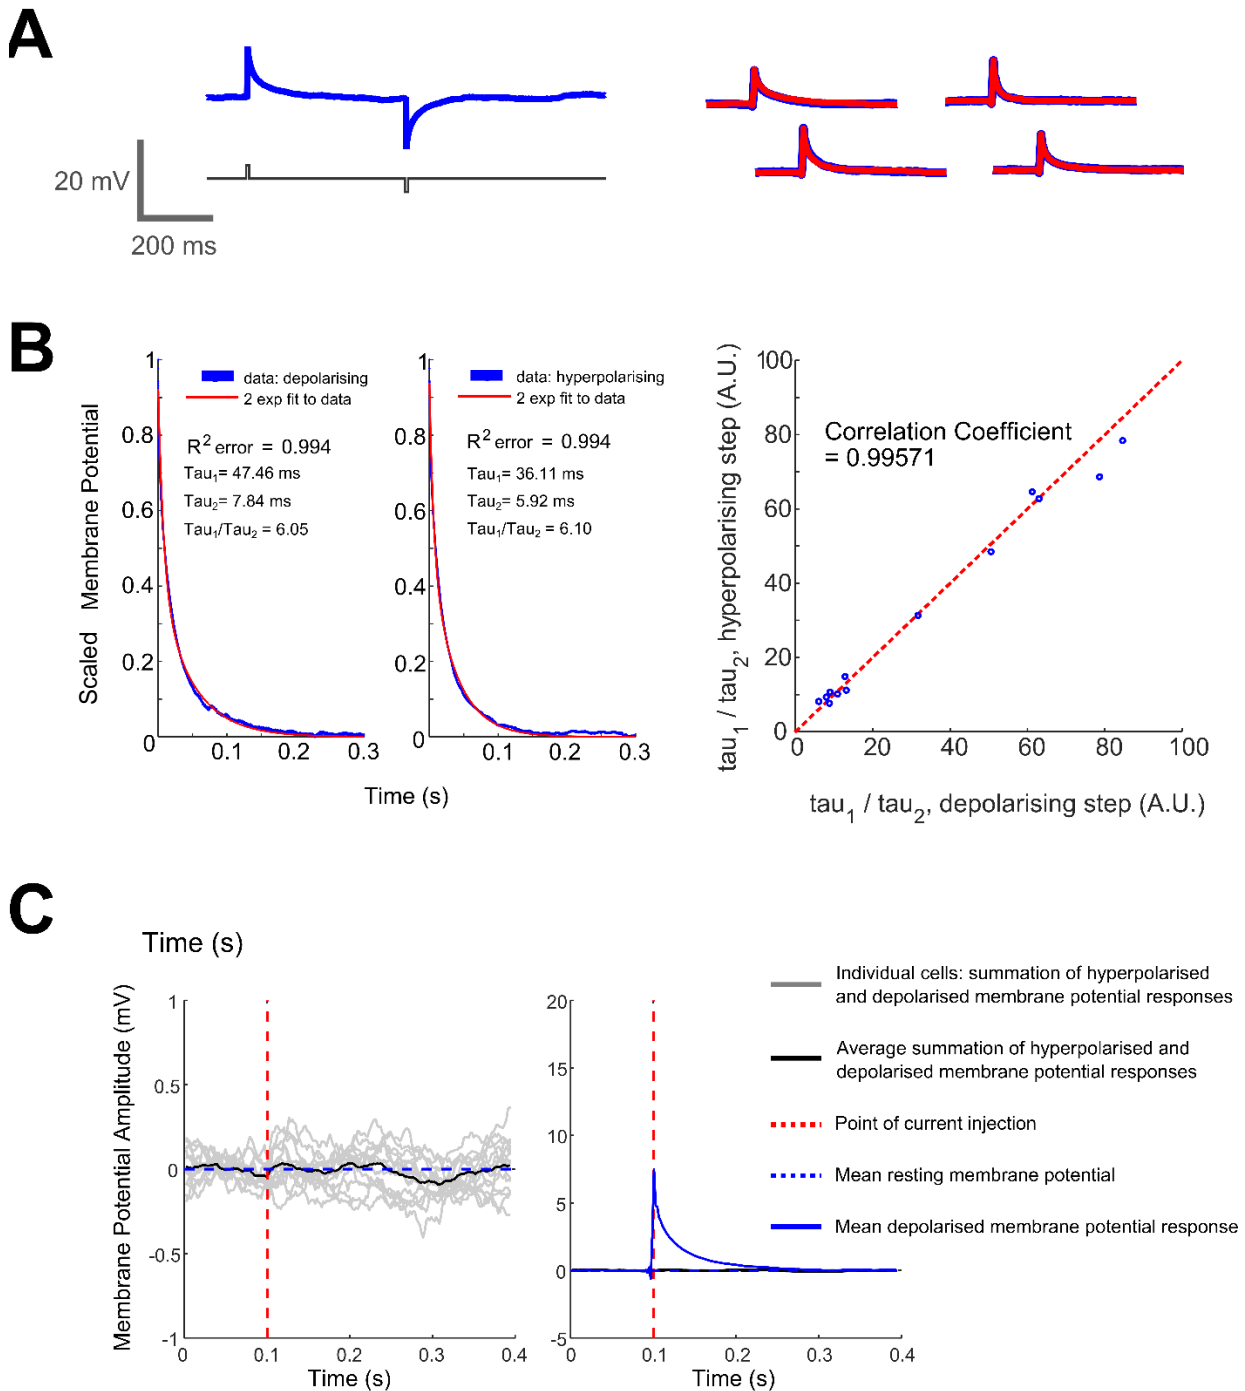 A
20 mV
200 ms
B
Scaled Membrane Potential
1
0.8
0.6
0.4
0.2
0
0.1
0.2
0.3
data: depolarising
2 exp fit to data
R² error = 0.994
Tau₁= 47.46 ms
Tau₂= 7.84 ms
Tau₁/Tau₂ = 6.05
1
0.8
0.6
0.4
0.2
0
0.1
0.2
0.3
data: hyperpolarising
2 exp fit to data
R² error = 0.994
Tau₁= 36.11 ms
Tau₂= 5.92 ms
Tau₁/Tau₂ = 6.10
Time (s)
tau₁ / tau₂, hyperpolarising step (A.U.)
100
80
60
40
20
0
Correlation Coefficient
= 0.99571
0
20
40
60
80
100
tau₁ / tau₂, depolarising step (A.U.)
C
Time (s)
Membrane Potential Amplitude (mV)
1
0.5
0
-0.5
-1
0
0.1
0.2
0.3
0.4
Time (s)
20
15
10
5
0
-5
0
0.1
0.2
0.3
0.4
Time (s)
Individual cells: summation of hyperpolarised
and depolarised membrane potential responses
Average summation of hyperpolarised and
depolarised membrane potential responses
Point of current injection
Mean resting membrane potential
Mean depolarised membrane potential response